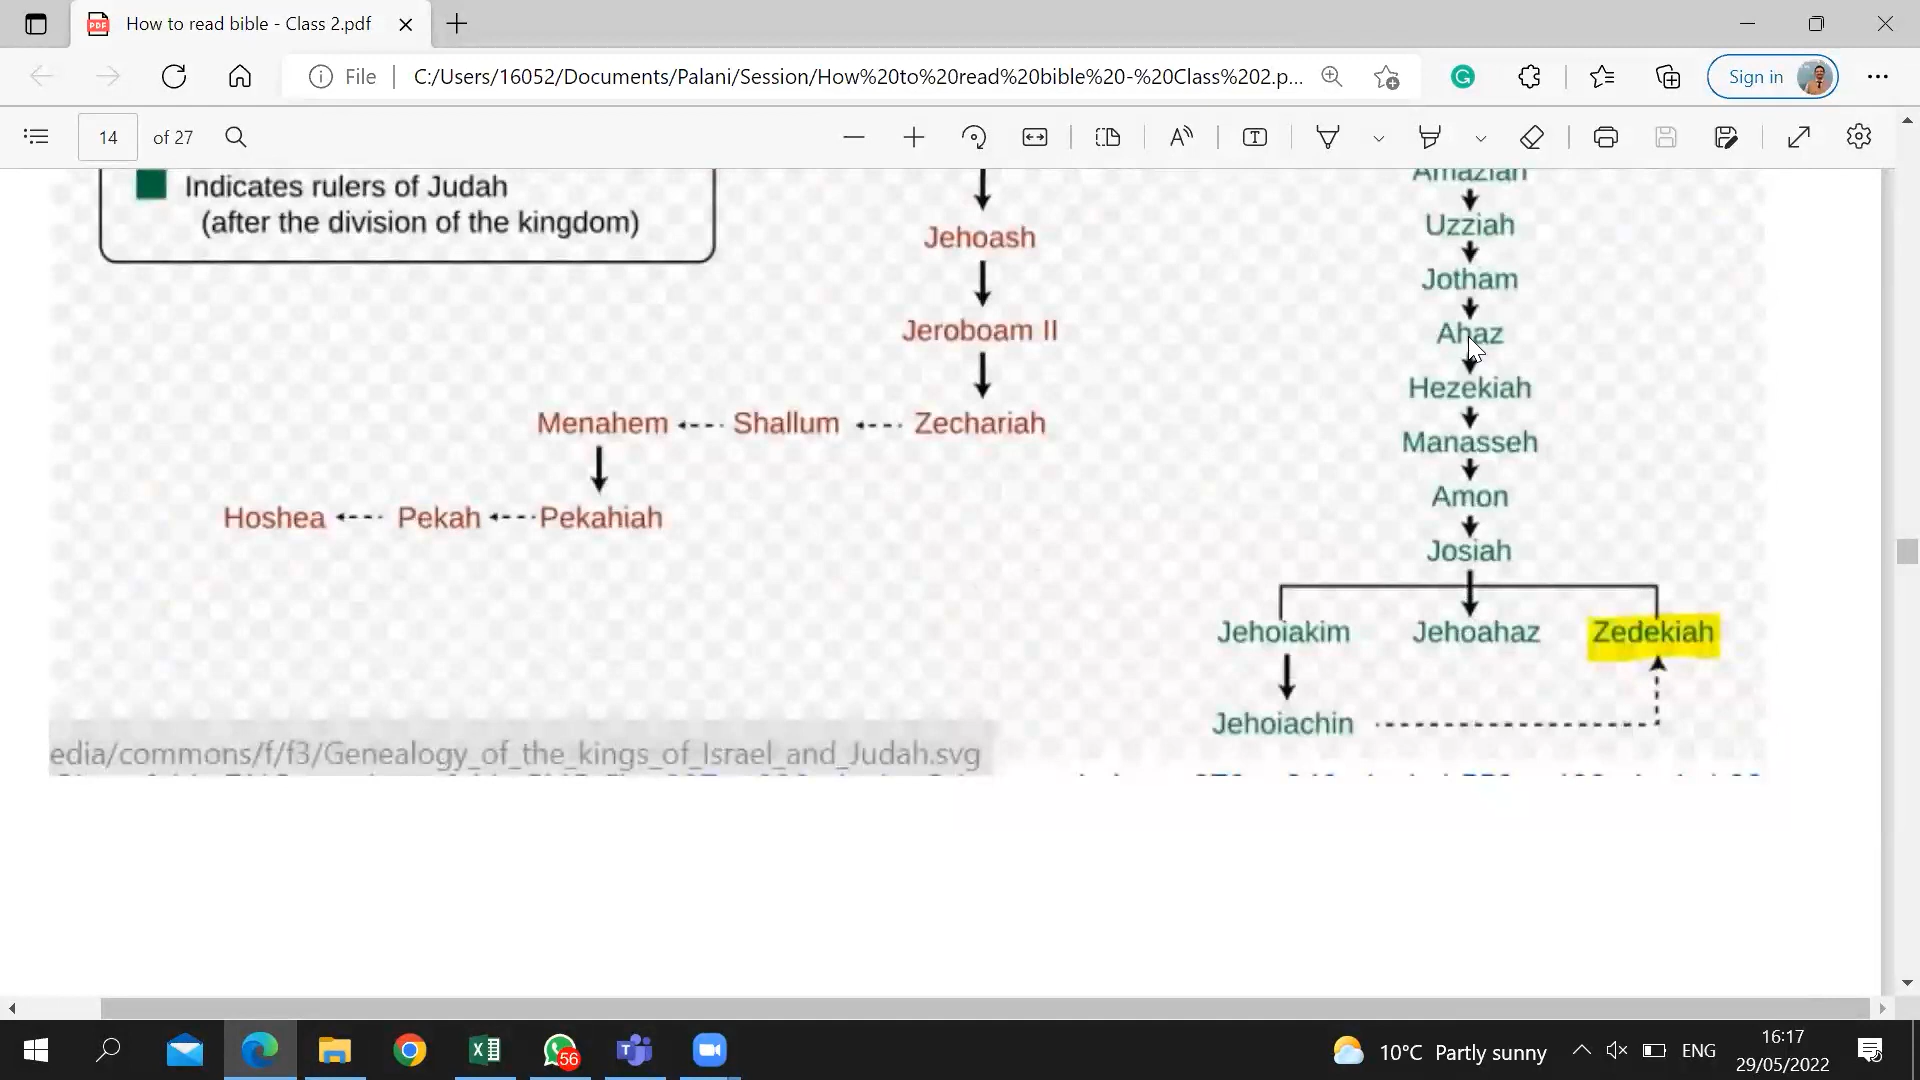 How to read bible - Class 2.pdf
File
C:/Users/16052/Documents/Palani/Session/How%20to%20read%20bible%20-%20Class%202.p...
Sign in
14 of 27
Indicates rulers of Judah
(after the division of the kingdom)
Amaziah
Jehoash
Uzziah
Jotham
Jeroboam II
Ahaz
Hezekiah
Menahem Shallum Zechariah
Manasseh
Amon
Hoshea Pekah Pekahiah
Josiah
Jehoiakim Jehoahaz Zedekiah
Jehoiachin
edia/commons/f/f3/Genealogy_of_the_kings_of_Israel_and_Judah.svg
56
10°C Partly sunny
ENG
16:17
29/05/2022